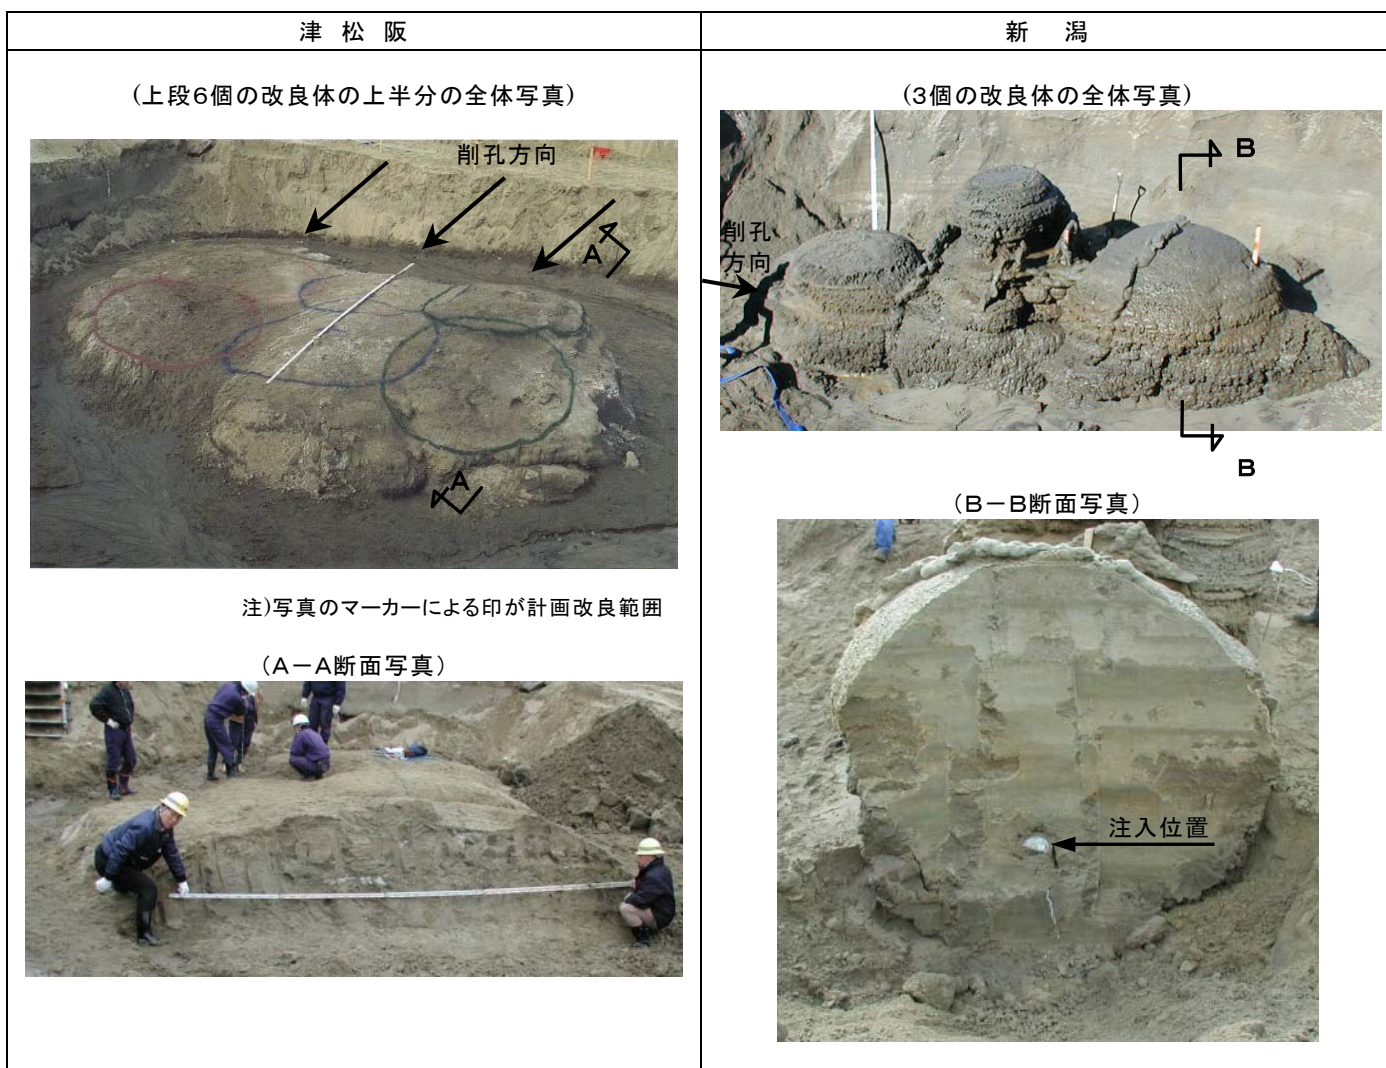 津 松 阪
(上段6個の改良体の上半分の全体写真)
削孔方向
A
A
注)写真のマーカーによる印が計画改良範囲
(A－A断面写真)
新 潟
(3個の改良体の全体写真)
B
削孔
方向
B
(B－B断面写真)
注入位置